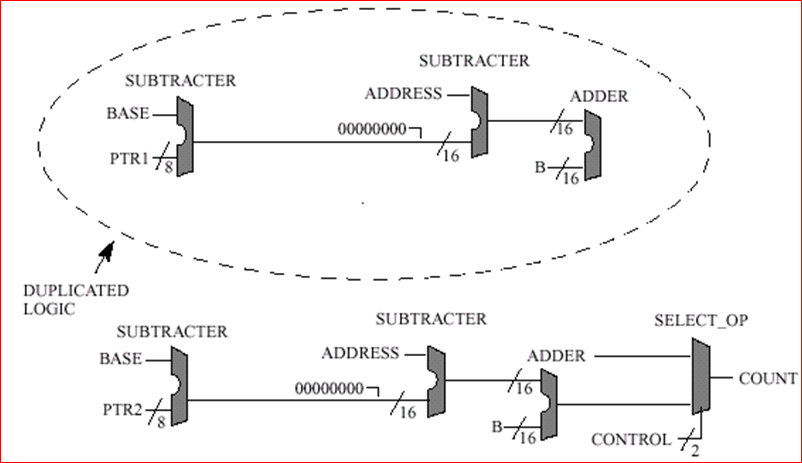 SUBTRACTER
SUBTRACTER
ADDRESS
ADDER
BASE
00000000
16
16
PTR1
8
B
16
DUPLICATED
LOGIC
SUBTRACTER
SUBTRACTER
SELECT_OP
BASE
ADDRESS
ADDER
COUNT
00000000
16
16
PTR2
8
B
16
CONTROL
2